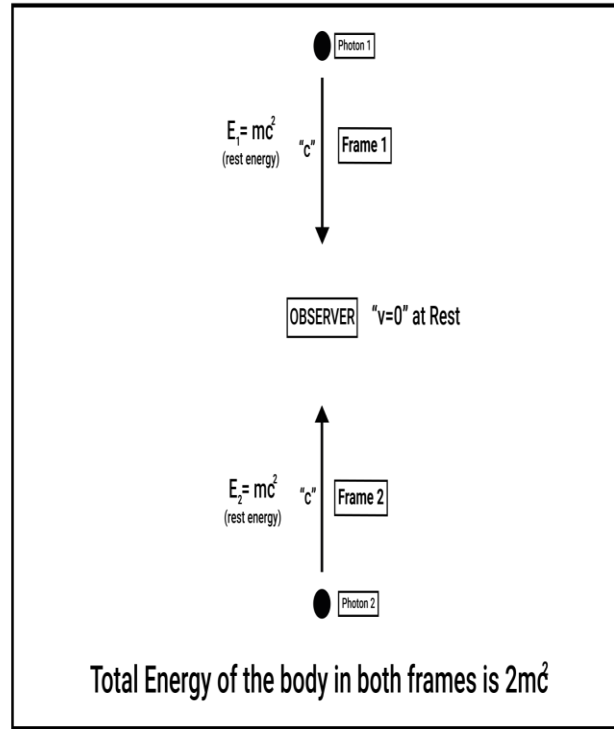 Photon 1
E₁= mc²
(rest energy)
"c"
Frame 1
OBSERVER
"v=0" at Rest
E₂= mc²
(rest energy)
"c"
Frame 2
Photon 2
Total Energy of the body in both frames is 2mc²